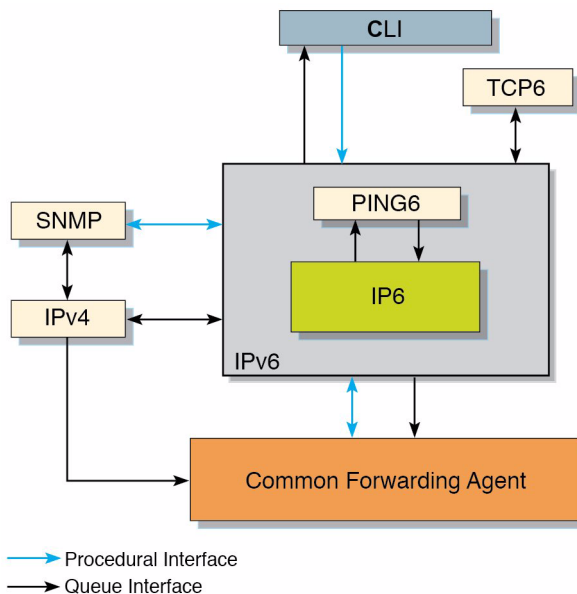 CLI
TCP6
PING6
SNMP
IP6
IPv4
IPv6
Common Forwarding Agent
Procedural Interface
Queue Interface